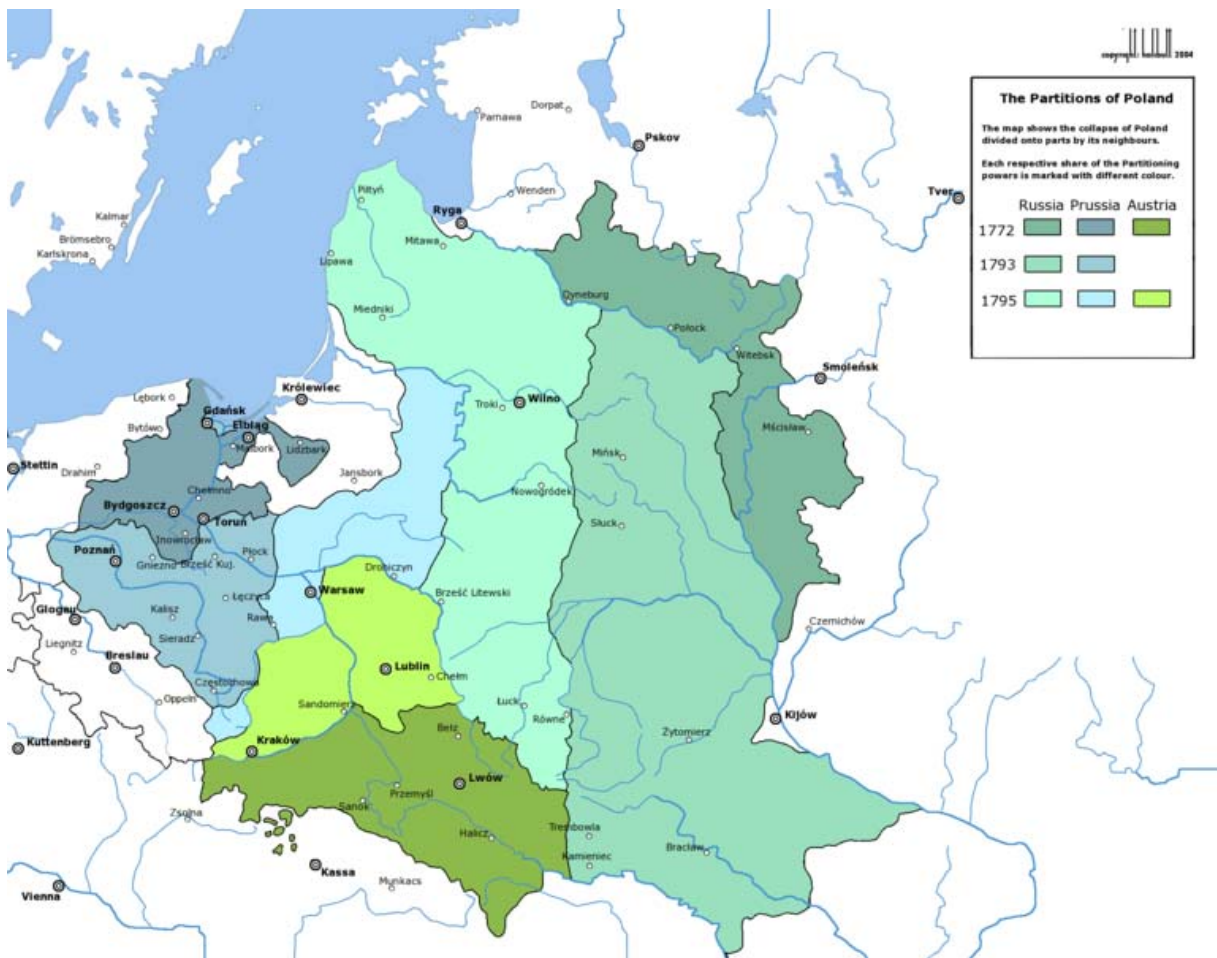 2004
The Partitions of Poland
The map shows the collapse of Poland
divided onto parts by its neighbours.
Each respective share of the Partitioning
powers is marked with different colour.
Russia Prussia Austria
1772
1793
1795
Dorpat
Parnawa
Pskov
Piltyń
Wenden
Tver
Kalmar
Ryga
Brömsebro
Mitawa
Karlskrona
Lipawa
Dyneburg
Miedniki
Połock
Witebsk
Smoleńsk
Królewiec
Lębork
Troki
Wilno
Gdańsk
Bytów
Elbląg
Mścisław
Malbork
Lidzbark
Mińsk
Stettin
Drahim
Jansbork
Chełmno
Nowogródek
Bydgoszcz
Toruń
Słuck
Inowrocław
Poznań
Płock
Gniezno
Brześć Kuj.
Drohiczyn
Warsaw
Łęczyca
Brześć Litewski
Glogau
Kalisz
Rawa
Czernichów
Sieradz
Liegnitz
Breslau
Lublin
Chełm
Częstochowa
Oppeln
Łuck
Sandomierz
Równe
Kijów
Bełz
Żytomierz
Kuttenberg
Kraków
Lwów
Przemyśl
Sanok
Zsolna
Halicz
Trembowla
Bracław
Kamieniec
Kassa
Munkacs
Vienna